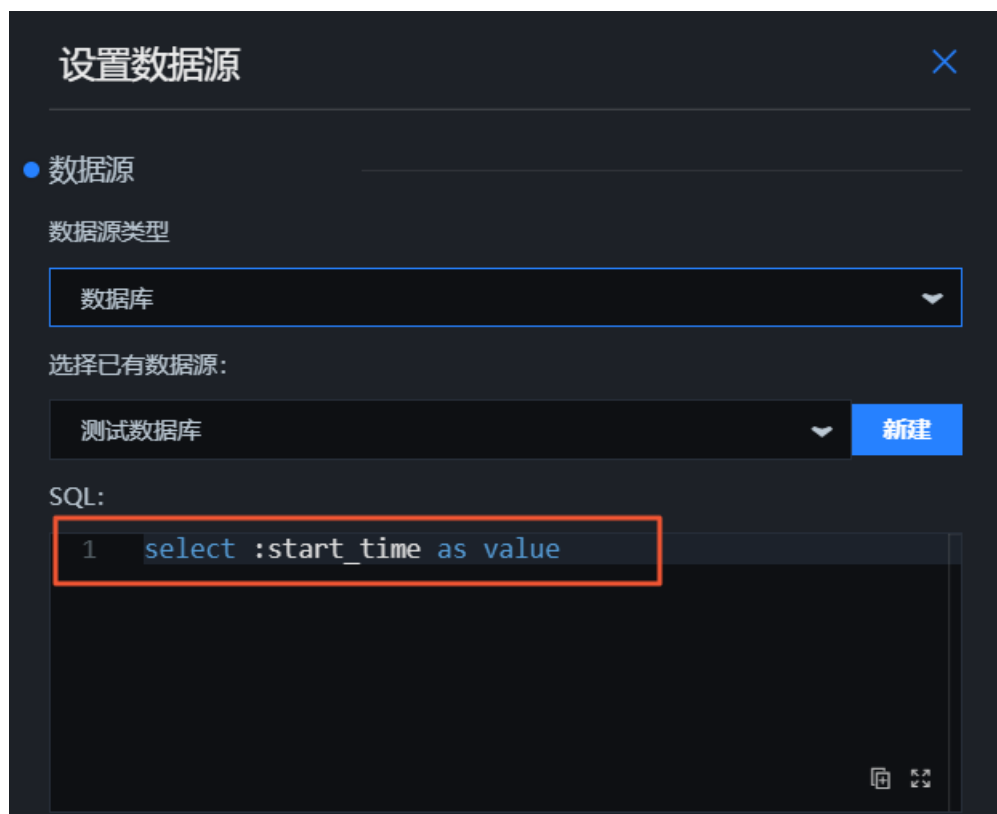 设置数据源
数据源
数据源类型
数据库
选择已有数据源:
测试数据库
新建
SQL:
1 select :start_time as value